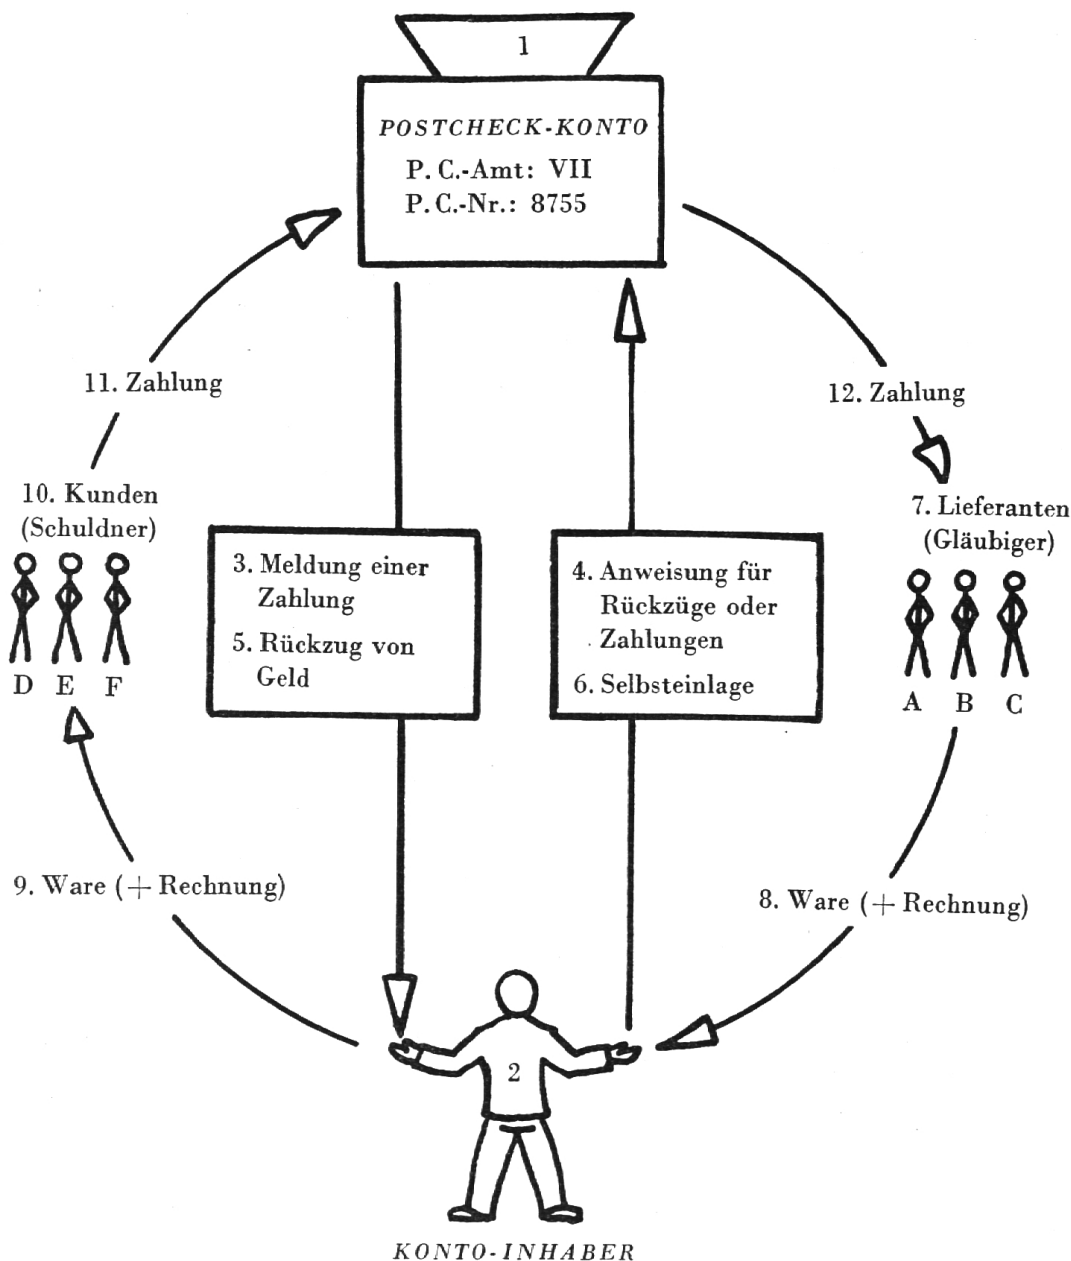 1
POSTCHECK-KONTO
P. C.-Amt: VII
P. C.-Nr.: 8755
11. Zahlung
12. Zahlung
10. Kunden
(Schuldner)
7. Lieferanten
(Gläubiger)
3. Meldung einer
Zahlung
5. Rückzug von
Geld
4. Anweisung für
Rückzüge oder
Zahlungen
6. Selbsteinlage
D E F
A B C
9. Ware (+ Rechnung)
8. Ware (+ Rechnung)
2
KONTO-INHABER